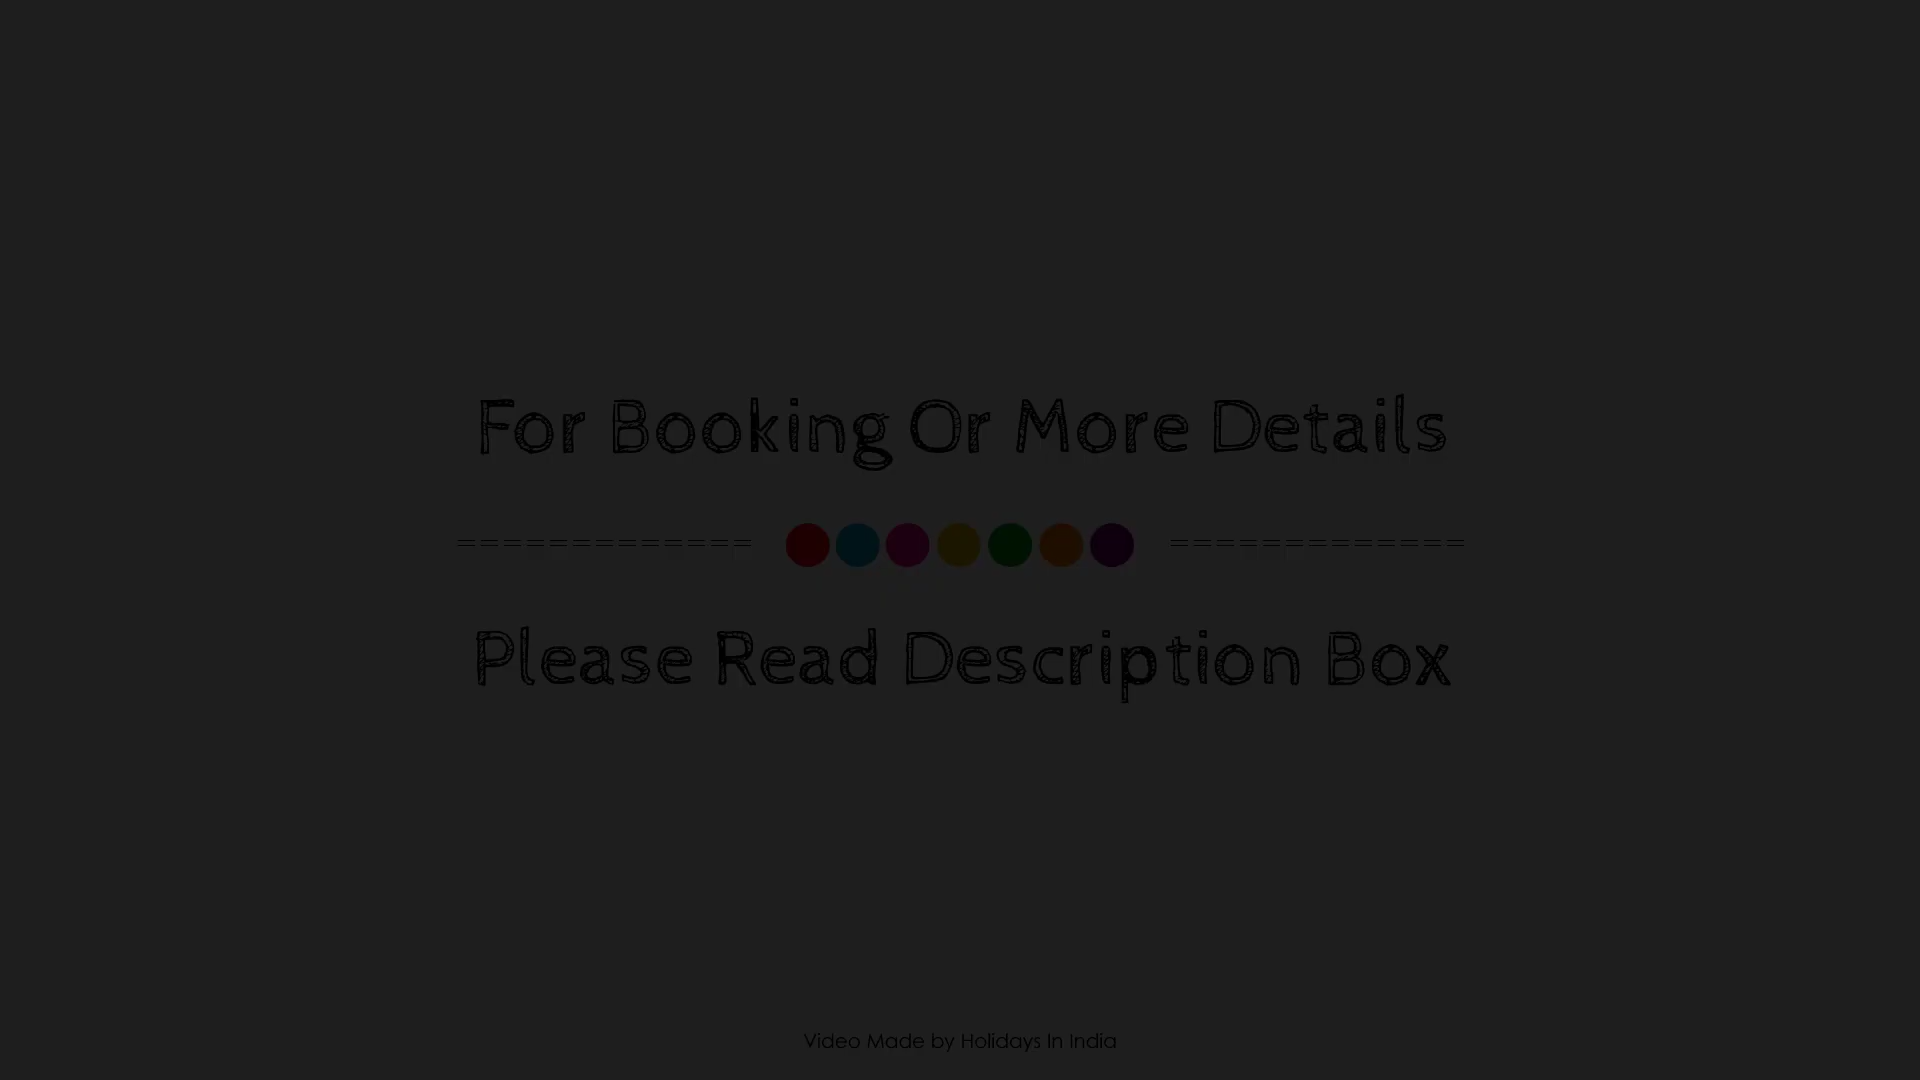 For Booking Or More Details
============= =============
Please Read Description Box
Video Made by Holidays In India